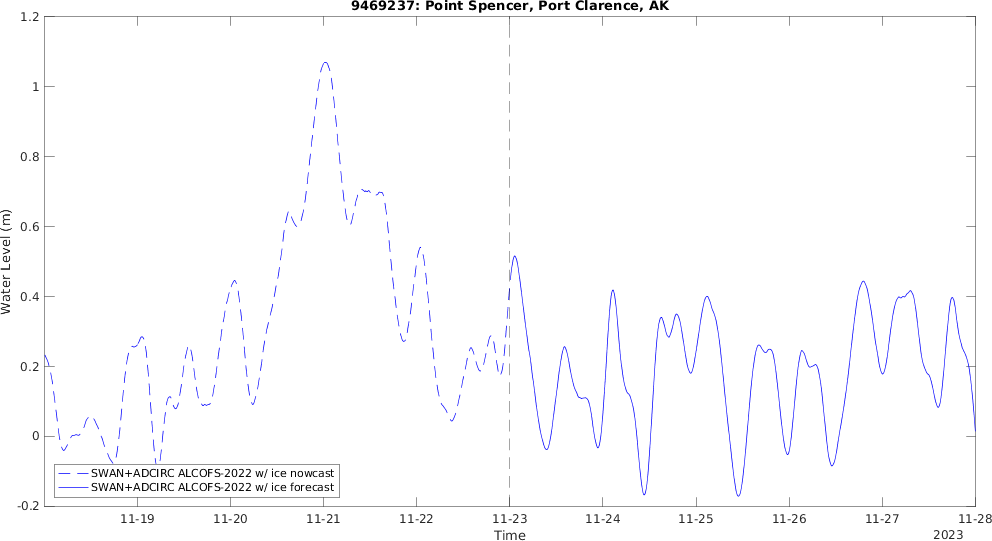 9469237: Point Spencer, Port Clarence, AK
1.2
1
0.8
0.6
0.4
0.2
0
-0.2
Water Level (m)
SWAN+ADCIRC ALCOFS-2022 w/ ice nowcast
SWAN+ADCIRC ALCOFS-2022 w/ ice forecast
11-19 11-20 11-21 11-22 11-23 11-24 11-25 11-26 11-27 11-28
Time
2023